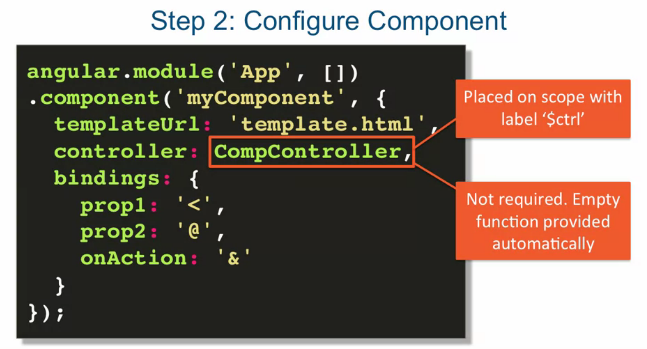 Step 2: Configure Component
angular.module('App', [])
.component('myComponent', {
templateUrl: 'template.html',
controller: CompController,
bindings: {
prop1: '<',
prop2: '@',
onAction: '&'
}
});
Placed on scope with
label '$ctrl'
Not required. Empty
function provided
automatically